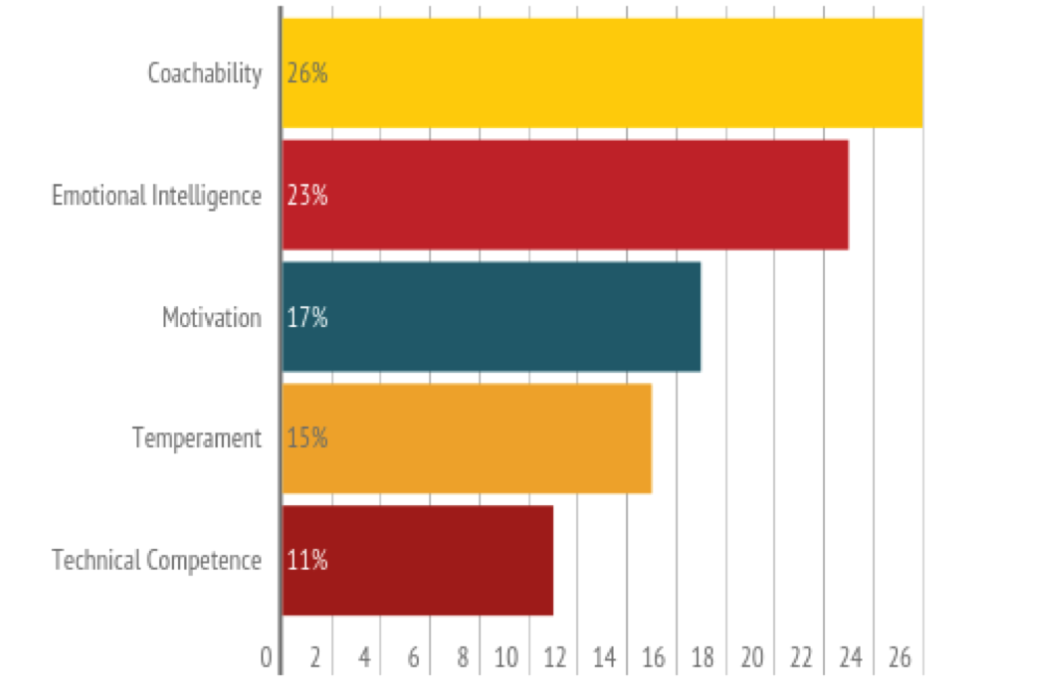 Coachability 26%
Emotional Intelligence 23%
Motivation 17%
Temperament 15%
Technical Competence 11%
0 2 4 6 8 10 12 14 16 18 20 22 24 26